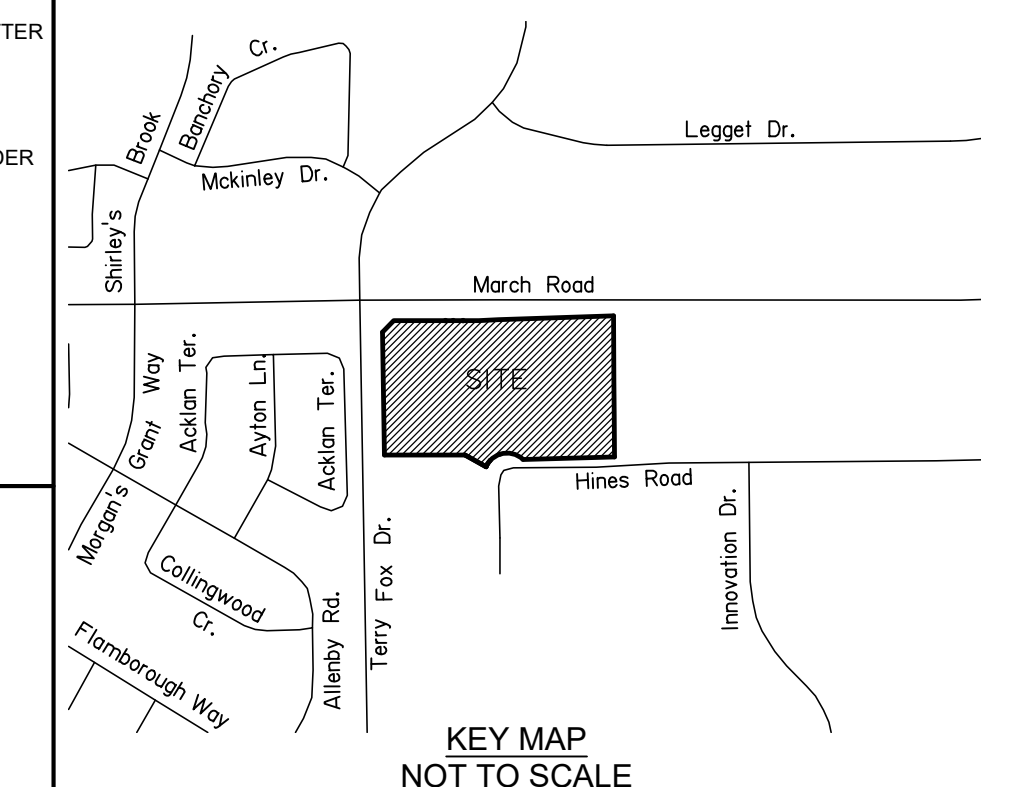 TTER
DER
Cr.
Banchory
Brook
Legget Dr.
Mckinley Dr.
Shirley's
March Road
SITE
Grant Way
Acklan Ter.
Ayton Ln.
Acklan Ter.
Hines Road
Morgan's
Innovation Dr.
Terry Fox Dr.
Collingwood
Cr.
Allenby Rd.
Flamborough Way
KEY MAP
NOT TO SCALE